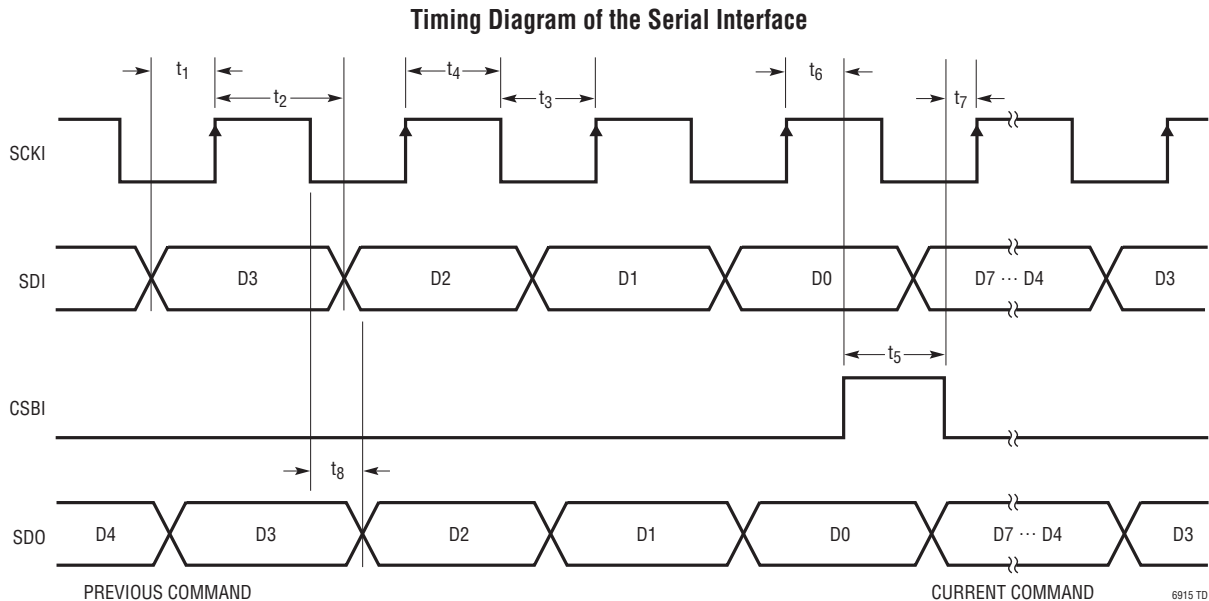 Timing Diagram of the Serial Interface
t1
t2
t4
t3
t6
t7
SCKI
SDI
D3
D2
D1
D0
D7 ··· D4
D3
t5
CSBI
t8
SDO
D4
D3
D2
D1
D0
D7 ··· D4
D3
PREVIOUS COMMAND
CURRENT COMMAND
6915 TD